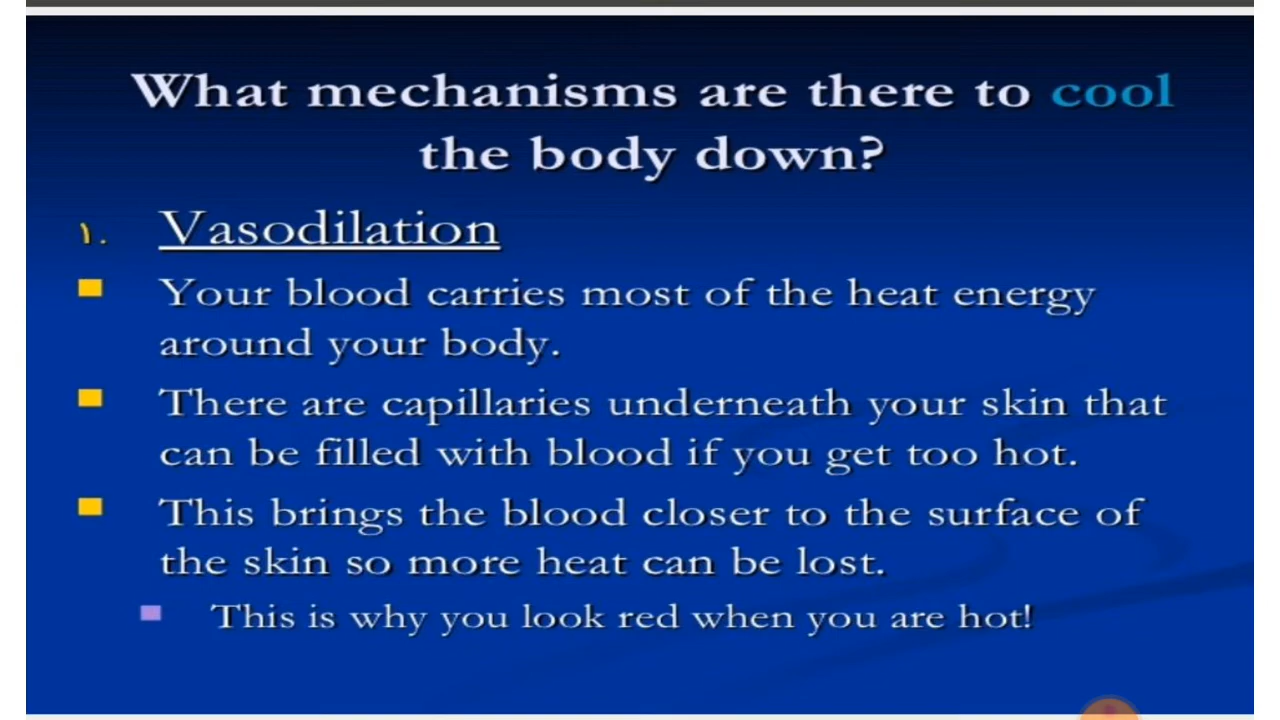 What mechanisms are there to cool
the body down?
١. Vasodilation
Your blood carries most of the heat energy
around your body.
There are capillaries underneath your skin that
can be filled with blood if you get too hot.
This brings the blood closer to the surface of
the skin so more heat can be lost.
This is why you look red when you are hot!